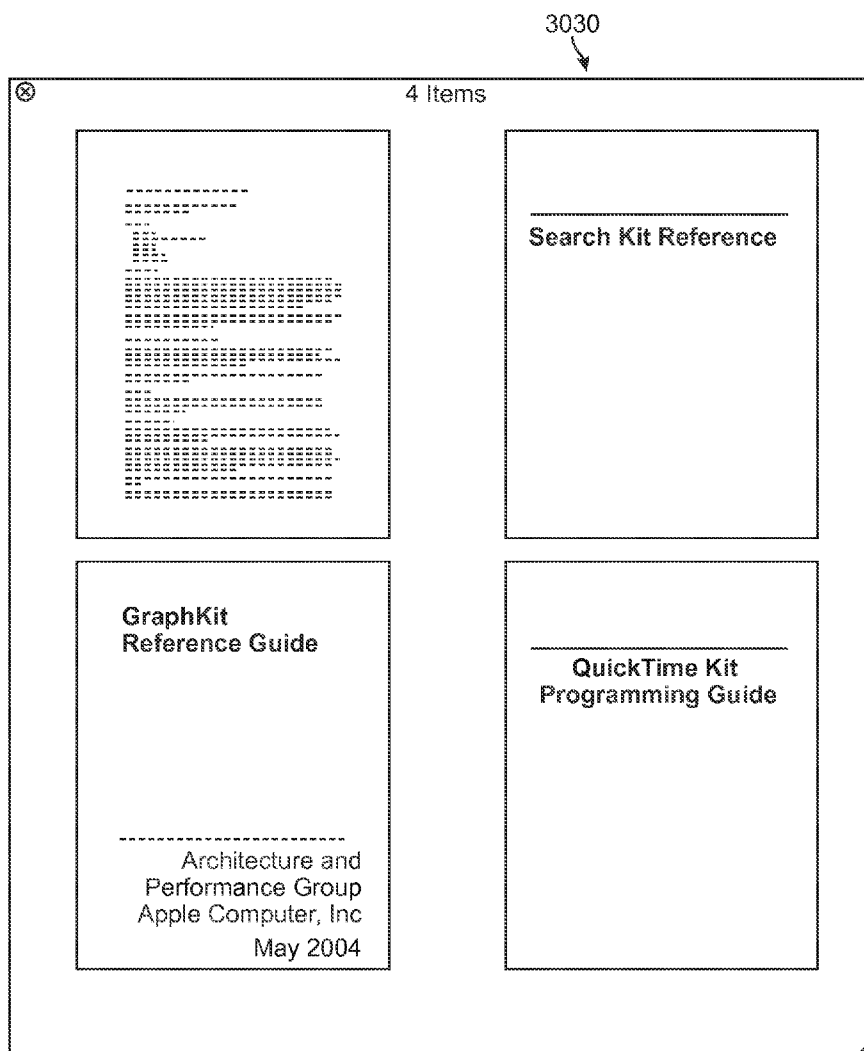 3030
4 Items
Search Kit Reference
GraphKit
Reference Guide
Architecture and
Performance Group
Apple Computer, Inc
May 2004
QuickTime Kit
Programming Guide